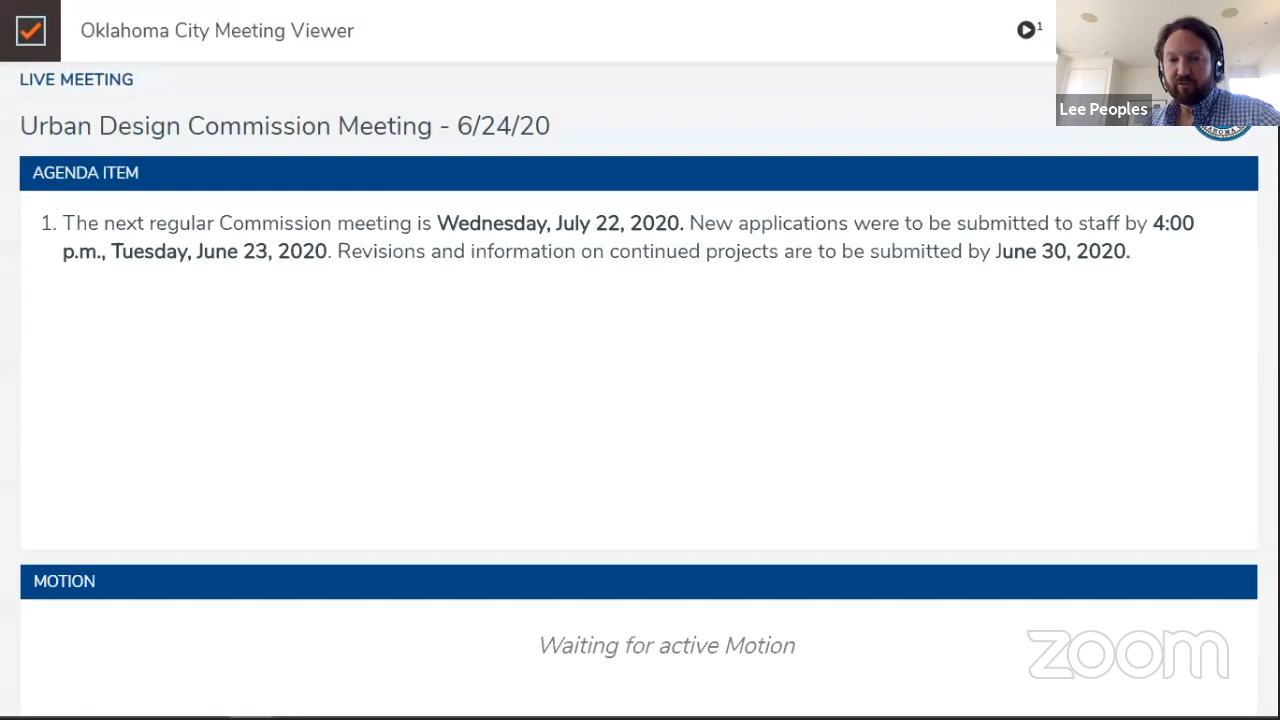 Oklahoma City Meeting Viewer
1
LIVE MEETING
Lee Peoples
Urban Design Commission Meeting - 6/24/20
AGENDA ITEM
1. The next regular Commission meeting is Wednesday, July 22, 2020. New applications were to be submitted to staff by 4:00
p.m., Tuesday, June 23, 2020. Revisions and information on continued projects are to be submitted by June 30, 2020.
MOTION
Waiting for active Motion
zoom